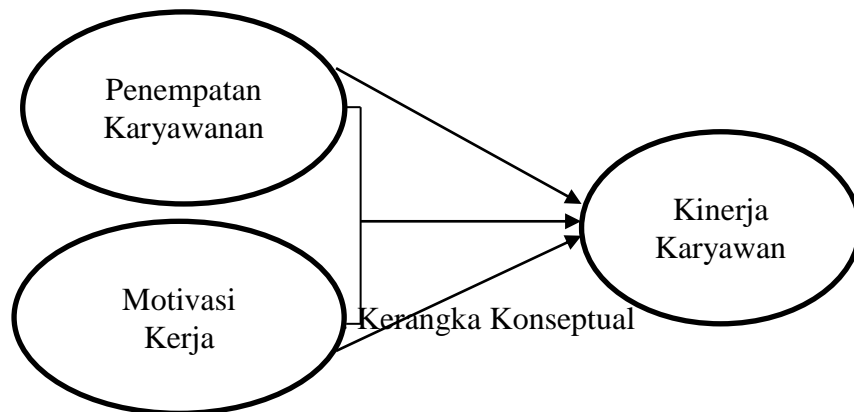 Penempatan
Karyawanan
Kinerja
Karyawan
Motivasi
Kerja
Kerangka Konseptual